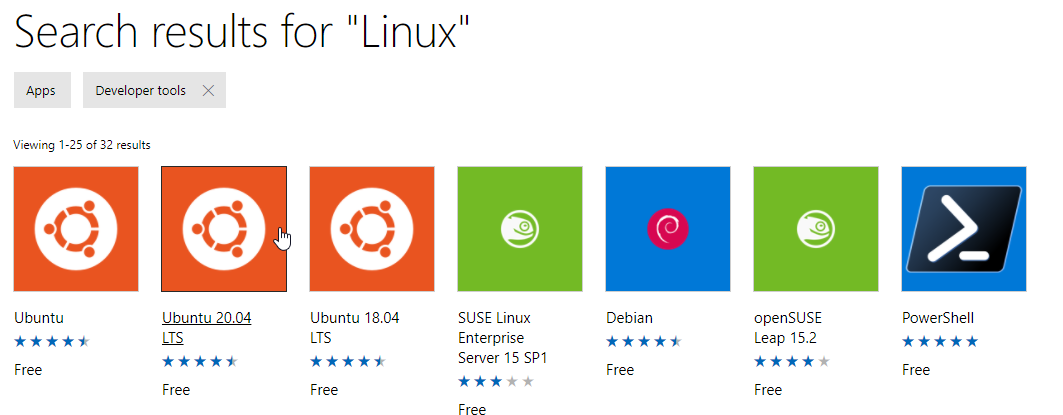 Search results for "Linux"
Apps
Developer tools
Viewing 1-25 of 32 results
Ubuntu
Free
Ubuntu 20.04
LTS
Free
Ubuntu 18.04
LTS
Free
SUSE Linux
Enterprise
Server 15 SP1
Free
Debian
Free
openSUSE
Leap 15.2
Free
PowerShell
Free